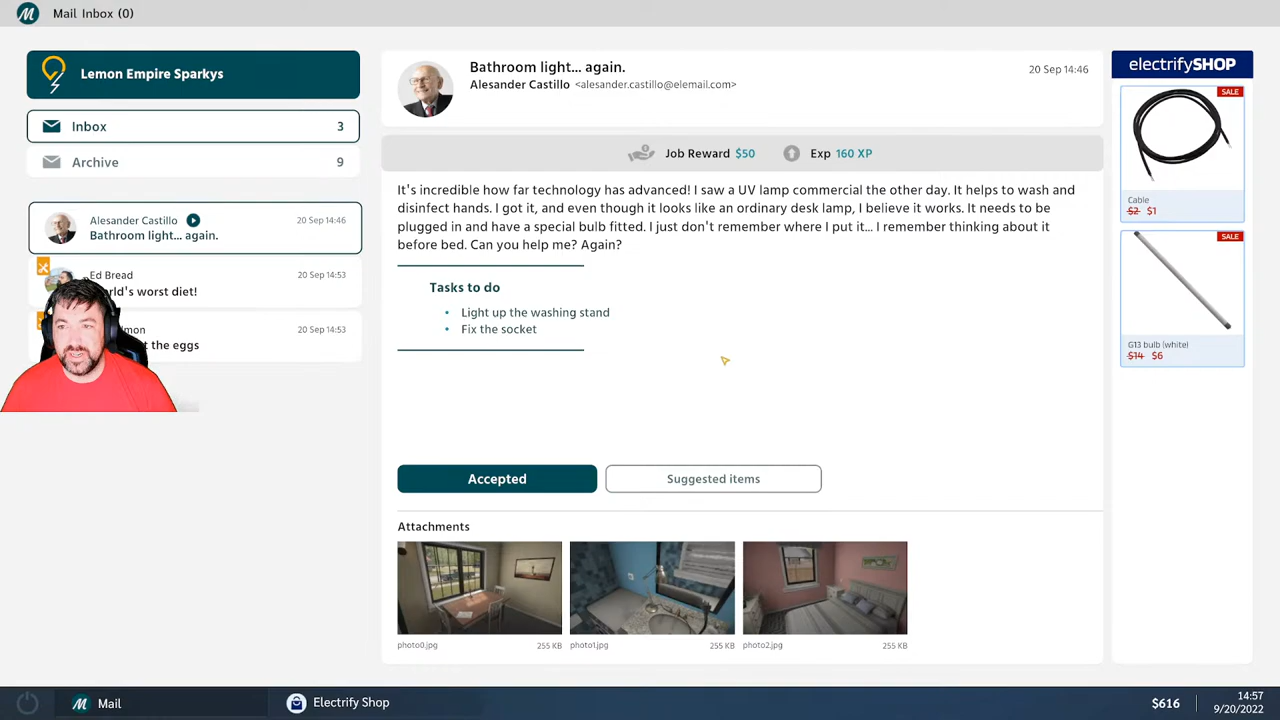 Mail Inbox (0)
Lemon Empire Sparkys
Inbox 3
Archive 9
Alesander Castillo 20 Sep 14:46
Bathroom light... again.
Ed Bread 20 Sep 14:53
rld's worst diet!
mon 20 Sep 14:53
t the eggs
Bathroom light... again.
20 Sep 14:46
Alesander Castillo <alesander.castillo@elemail.com>
Job Reward $50 Exp 160 XP
It's incredible how far technology has advanced! I saw a UV lamp commercial the other day. It helps to wash and
disinfect hands. I got it, and even though it looks like an ordinary desk lamp, I believe it works. It needs to be
plugged in and have a special bulb fitted. I just don't remember where I put it... I remember thinking about it
before bed. Can you help me? Again?
Tasks to do
• Light up the washing stand
• Fix the socket
Accepted Suggested items
Attachments
photo0.jpg 255 KB photo1.jpg 255 KB photo2.jpg 255 KB
electrifySHOP
SALE
Cable
$2 $1
SALE
G13 bulb (white)
$14 $6
Mail
Electrify Shop
$616
14:57
9/20/2022